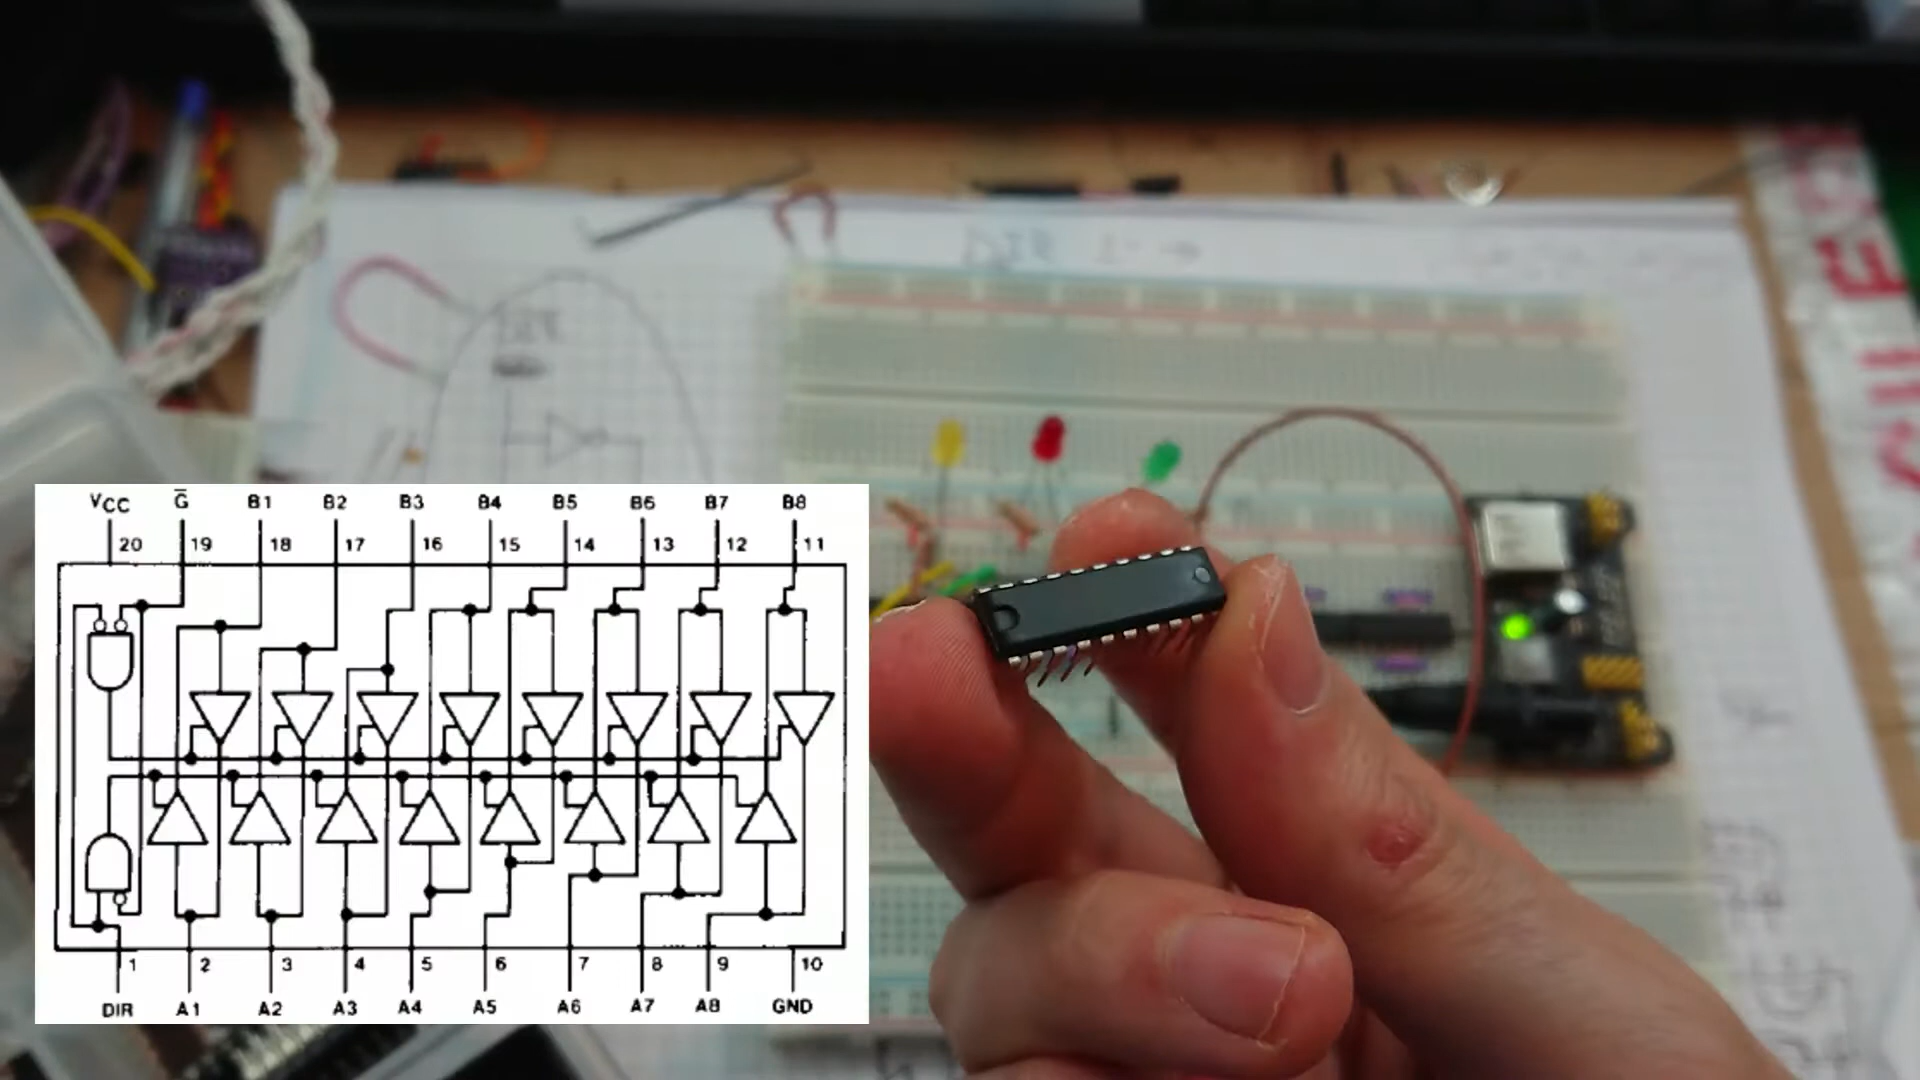 DIR 1 →
VCC G̅ B1 B2 B3 B4 B5 B6 B7 B8
20 19 18 17 16 15 14 13 12 11
1 2 3 4 5 6 7 8 9 10
DIR A1 A2 A3 A4 A5 A6 A7 A8 GND